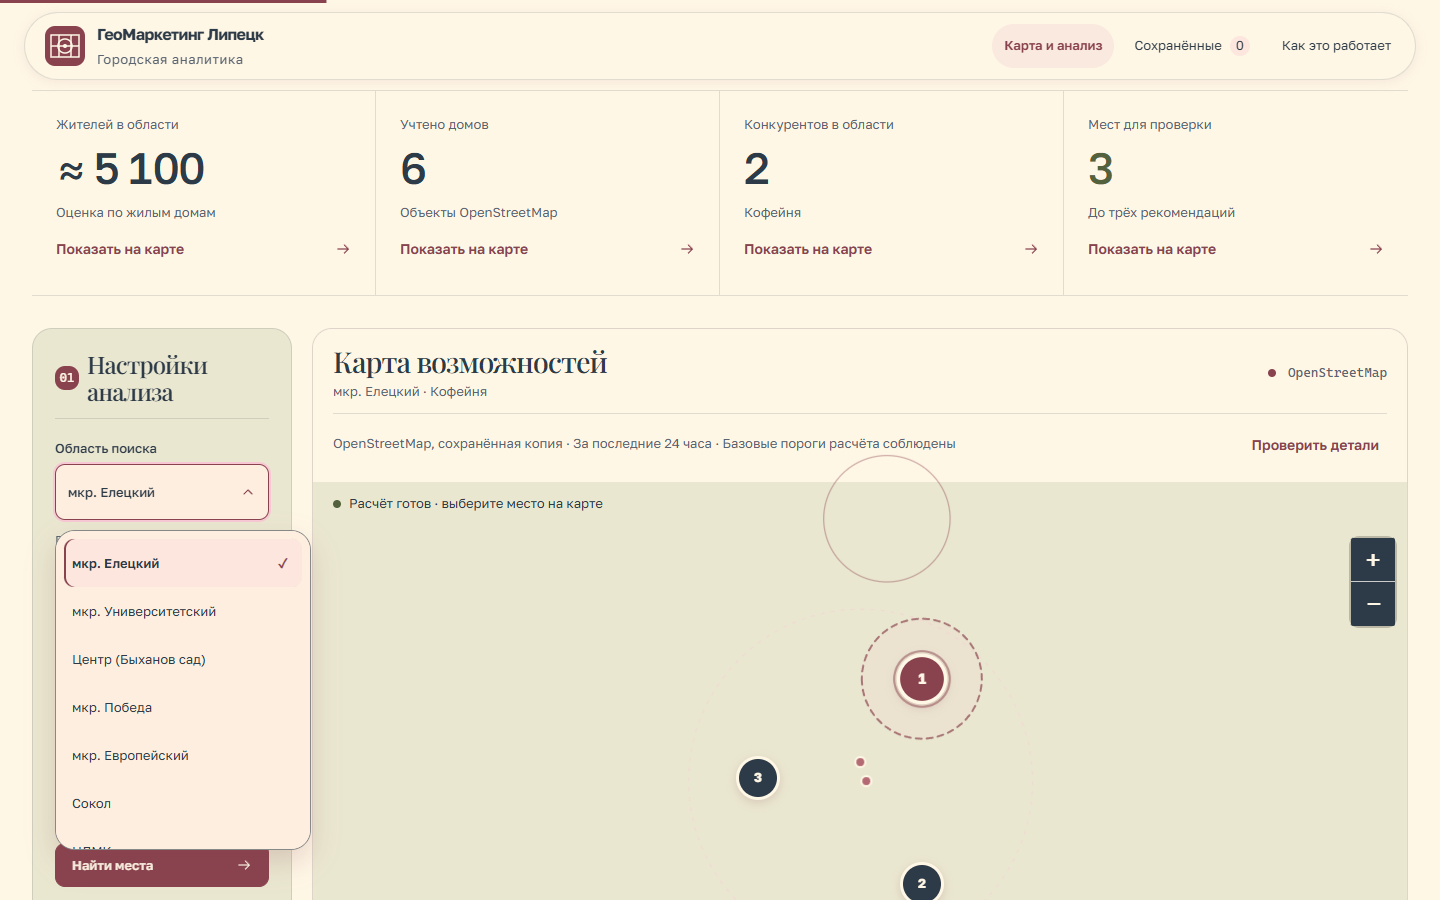 ГеоМаркетинг Липецк
Городская аналитика
Карта и анализ
Сохранённые 0
Как это работает
Жителей в области
≈ 5 100
Оценка по жилым домам
Показать на карте →
Учтено домов
6
Объекты OpenStreetMap
Показать на карте →
Конкурентов в области
2
Кофейня
Показать на карте →
Мест для проверки
3
До трёх рекомендаций
Показать на карте →
01 Настройки
анализа
Область поиска
мкр. Елецкий
мкр. Елецкий ✓
мкр. Университетский
Центр (Быханов сад)
мкр. Победа
мкр. Европейский
Сокол
Найти места →
Карта возможностей
мкр. Елецкий · Кофейня
OpenStreetMap
OpenStreetMap, сохранённая копия · За последние 24 часа · Базовые пороги расчёта соблюдены
Проверить детали
Расчёт готов · выберите место на карте
+
−
1
3
2